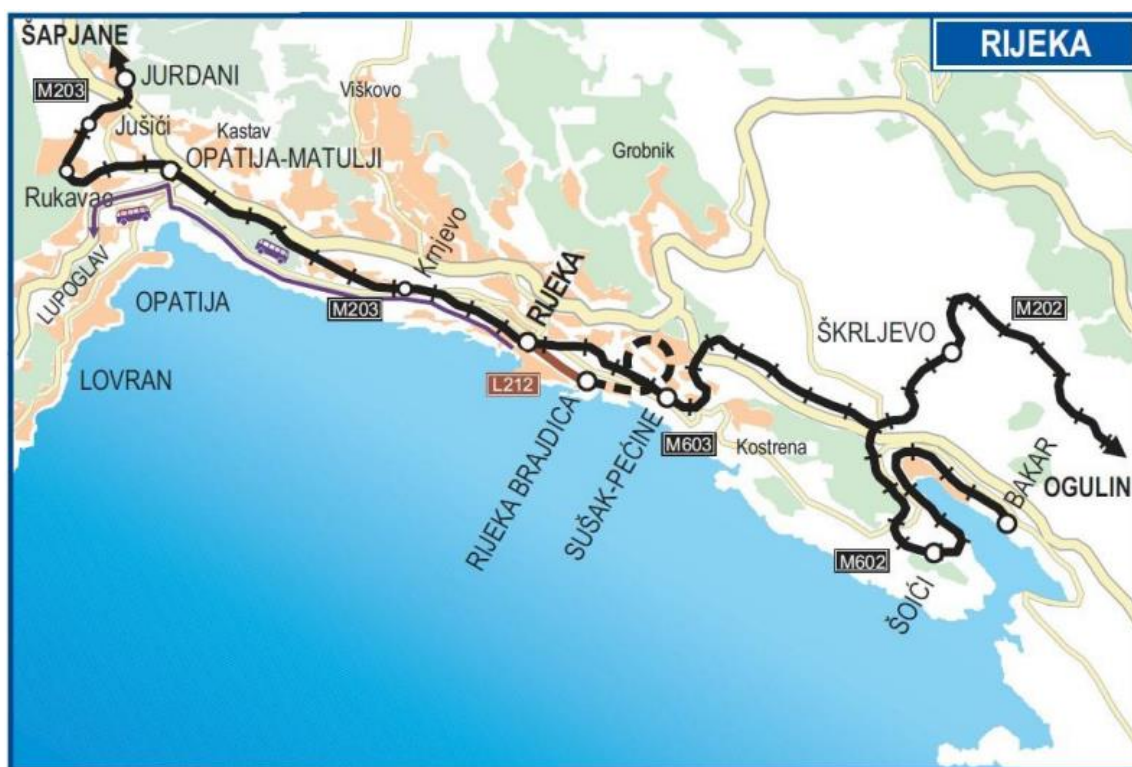 RIJEKA
ŠAPJANE
JURDANI
M203
Jušići
Viškovo
Kastav
Grobnik
OPATIJA-MATULJI
Rukavac
LUPOGLAV
OPATIJA
Krnjevo
M203
RIJEKA
M202
ŠKRLJEVO
LOVRAN
L212
RIJEKA BRAJDICA
SUŠAK-PEĆINE
M603
Kostrena
BAKAR
OGULIN
M602
ŠOIĆI